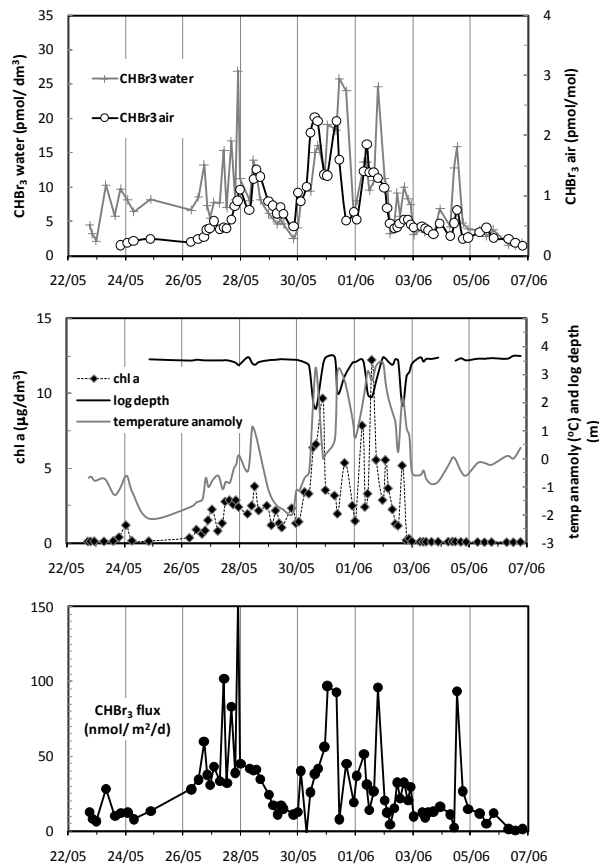 35
30
25
20
15
10
5
0
CHBr3 water (pmol/ dm³)
CHBr3 water
CHBr3 air
4
3
2
1
0
CHBr₃ air (pmol/mol)
22/05 24/05 26/05 28/05 30/05 01/06 03/06 05/06 07/06
15
10
5
0
chl a (µg/dm³)
chl a
log depth
temperature anamoly
5
4
3
2
1
0
-1
-2
-3
temp anamoly (°C) and log depth
(m)
22/05 24/05 26/05 28/05 30/05 01/06 03/06 05/06 07/06
150
100
50
0
CHBr₃ flux
(nmol/ m²/d)
22/05 24/05 26/05 28/05 30/05 01/06 03/06 05/06 07/06